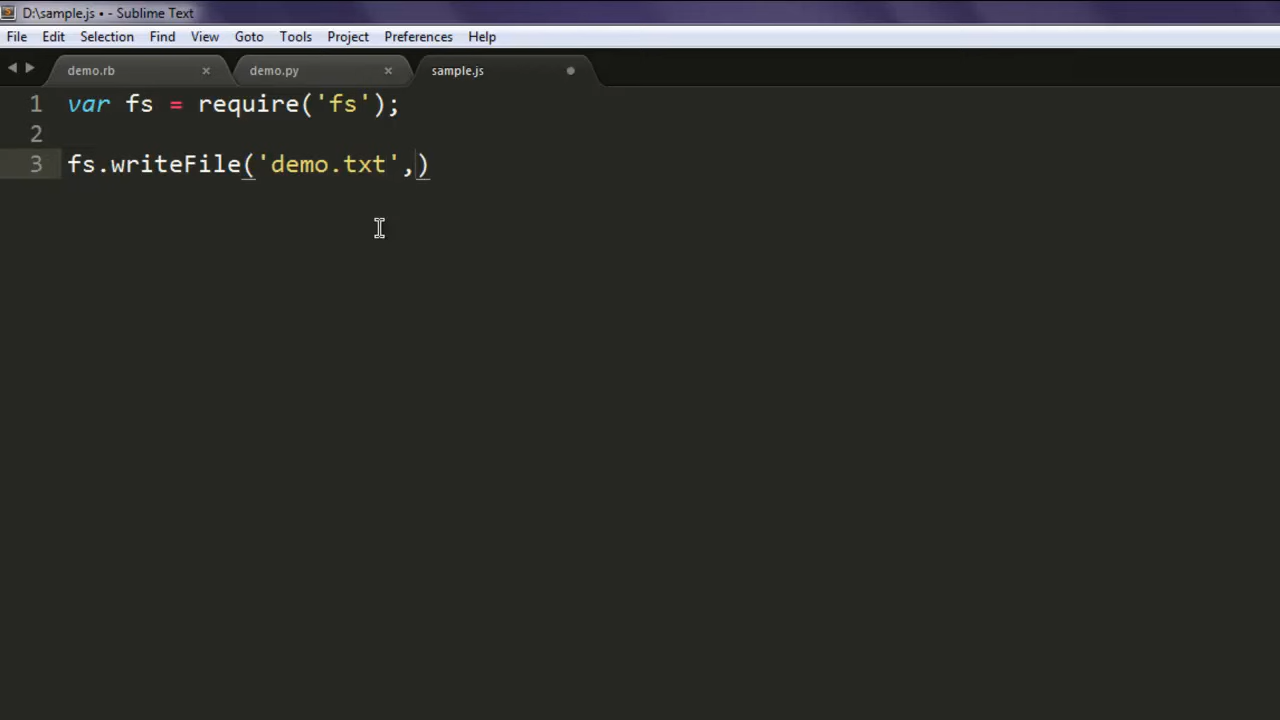 D:\sample.js • - Sublime Text
File Edit Selection Find View Goto Tools Project Preferences Help
demo.rb demo.py sample.js
1 var fs = require('fs');
2
3 fs.writeFile('demo.txt',)